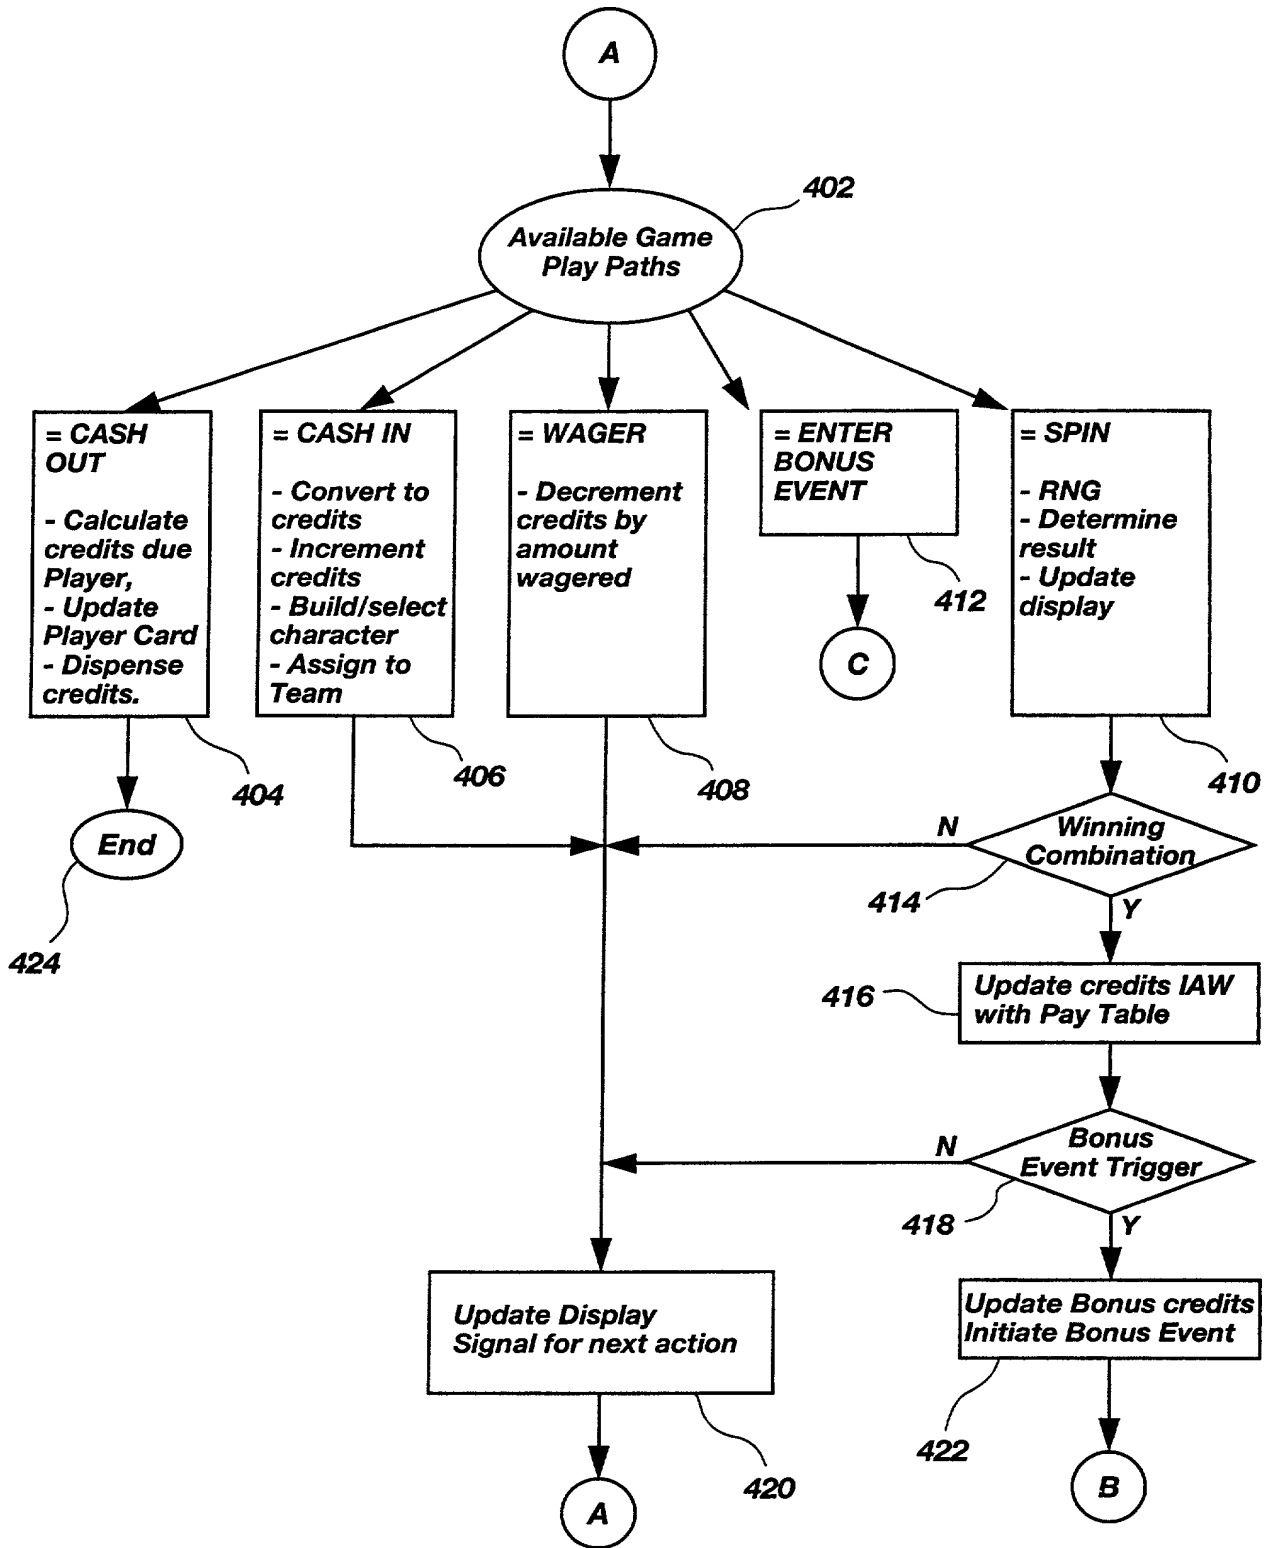 A
402
Available Game
Play Paths
= CASH
OUT
- Calculate
credits due
Player,
- Update
Player Card
- Dispense
credits.
= CASH IN
- Convert to
credits
- Increment
credits
- Build/select
character
- Assign to
Team
= WAGER
- Decrement
credits by
amount
wagered
= ENTER
BONUS
EVENT
= SPIN
- RNG
- Determine
result
- Update
display
412
C
404
406
408
410
End
424
N
Winning
Combination
414
Y
416
Update credits IAW
with Pay Table
N
Bonus
Event Trigger
418
Y
Update Display
Signal for next action
Update Bonus credits
Initiate Bonus Event
420
422
A
B